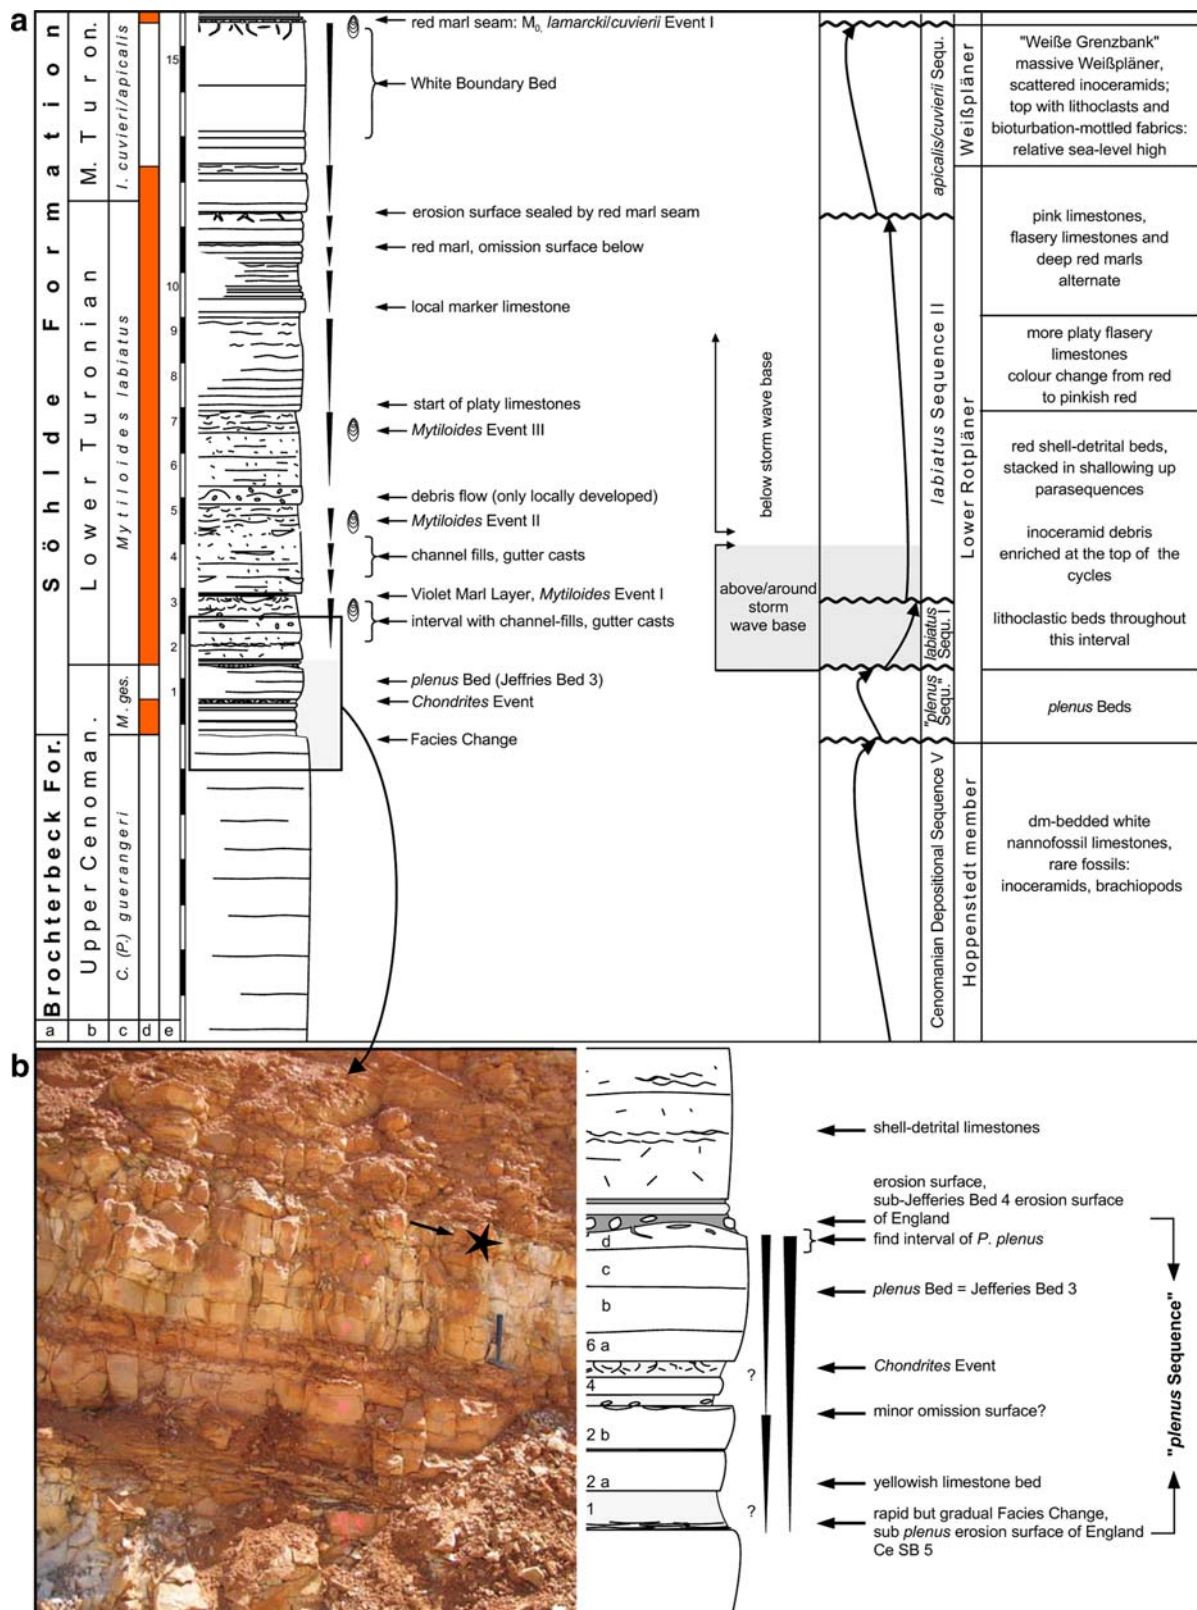 a
Söhlde Formation
Brochterbeck For.
a
M. Turon.
Lower Turonian
Upper Cenoman.
b
I. cuvieri/apicalis
Mytiloides labiatus
M. ges.
C. (P.) guerangeri
c
d
15
10
9
8
7
6
5
4
3
2
1
e
red marl seam: M0, lamarcki/cuvierii Event I
White Boundary Bed
erosion surface sealed by red marl seam
red marl, omission surface below
local marker limestone
start of platy limestones
Mytiloides Event III
debris flow (only locally developed)
Mytiloides Event II
channel fills, gutter casts
Violet Marl Layer, Mytiloides Event I
interval with channel-fills, gutter casts
plenus Bed (Jeffries Bed 3)
Chondrites Event
Facies Change
below storm wave base
above/around
storm
wave base
apicalis/cuvierii Sequ.
labiatus Sequence II
labiatus
Sequ. I
"plenus
Sequ."
Cenomanian Depositional Sequence V
Weißpläner
Lower Rotpläner
Hoppenstedt member
"Weiße Grenzbank"
massive Weißpläner,
scattered inoceramids;
top with lithoclasts and
bioturbation-mottled fabrics:
relative sea-level high
pink limestones,
flasery limestones and
deep red marls
alternate
more platy flasery
limestones
colour change from red
to pinkish red
red shell-detrital beds,
stacked in shallowing up
parasequences
inoceramid debris
enriched at the top of the
cycles
lithoclastic beds throughout
this interval
plenus Beds
dm-bedded white
nannofossil limestones,
rare fossils:
inoceramids, brachiopods
b
d
c
b
6 a
4
2 b
2 a
1
?
?
shell-detrital limestones
erosion surface,
sub-Jefferies Bed 4 erosion surface
of England
find interval of P. plenus
plenus Bed = Jefferies Bed 3
Chondrites Event
minor omission surface?
yellowish limestone bed
rapid but gradual Facies Change,
sub plenus erosion surface of England
Ce SB 5
"plenus Sequence"